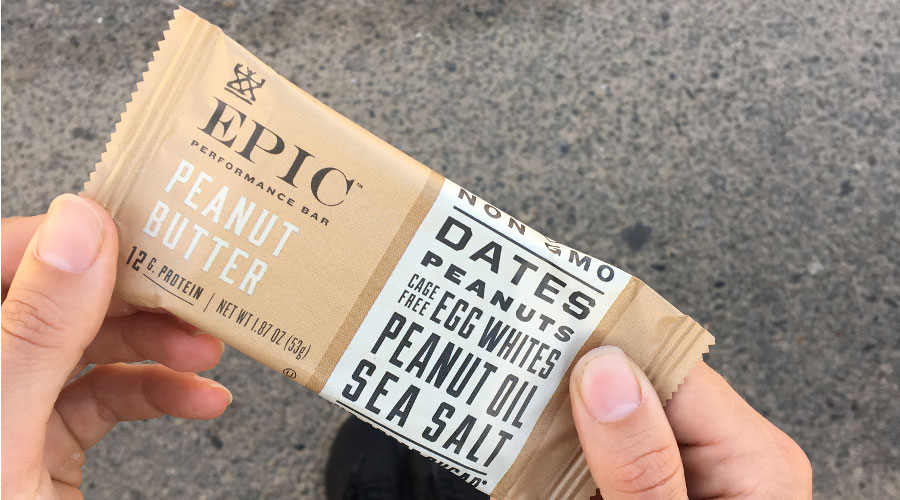 EPIC™
PERFORMANCE BAR
PEANUT
BUTTER
12 G. PROTEIN | NET WT 1.87 OZ (53g)
NON GMO
DATES
PEANUTS
CAGE FREE EGG WHITES
PEANUT OIL
SEA SALT